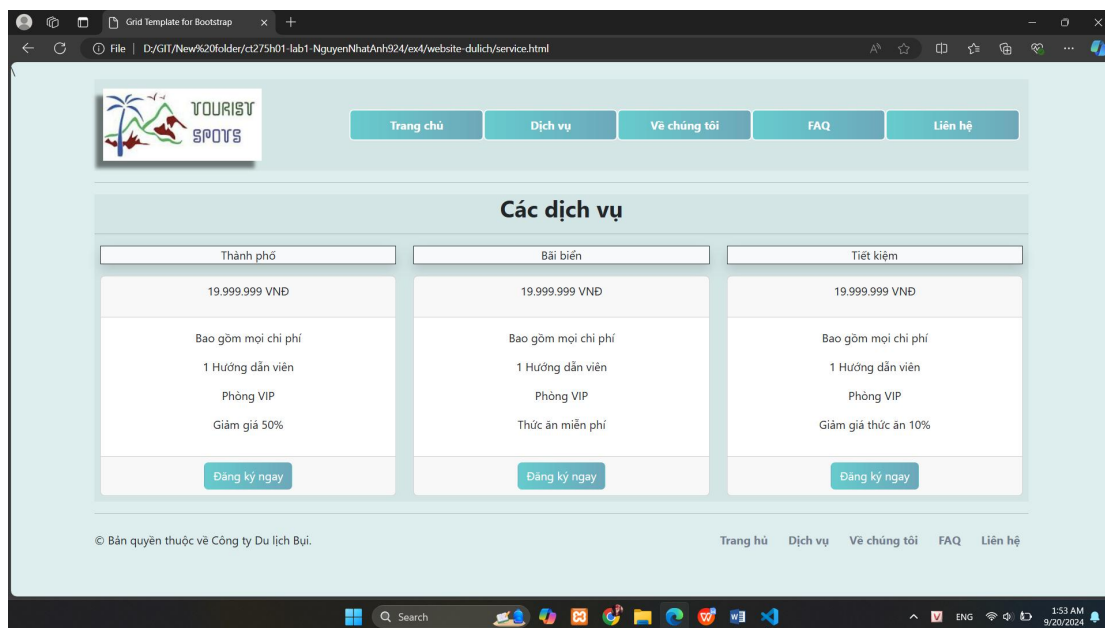 Grid Template for Bootstrap
File | D:/GIT/New%20folder/ct275h01-lab1-NguyenNhatAnh924/ex4/website-dulich/service.html
\
TOURIST
SPOTS
Trang chủ Dịch vụ Về chúng tôi FAQ Liên hệ
Các dịch vụ
Thành phố Bãi biển Tiết kiệm
19.999.999 VNĐ 19.999.999 VNĐ 19.999.999 VNĐ
Bao gồm mọi chi phí Bao gồm mọi chi phí Bao gồm mọi chi phí
1 Hướng dẫn viên 1 Hướng dẫn viên 1 Hướng dẫn viên
Phòng VIP Phòng VIP Phòng VIP
Giảm giá 50% Thức ăn miễn phí Giảm giá thức ăn 10%
Đăng ký ngay Đăng ký ngay Đăng ký ngay
© Bản quyền thuộc về Công ty Du lịch Bụi. Trang hủ Dịch vụ Về chúng tôi FAQ Liên hệ
Search ENG 1:53 AM
9/20/2024